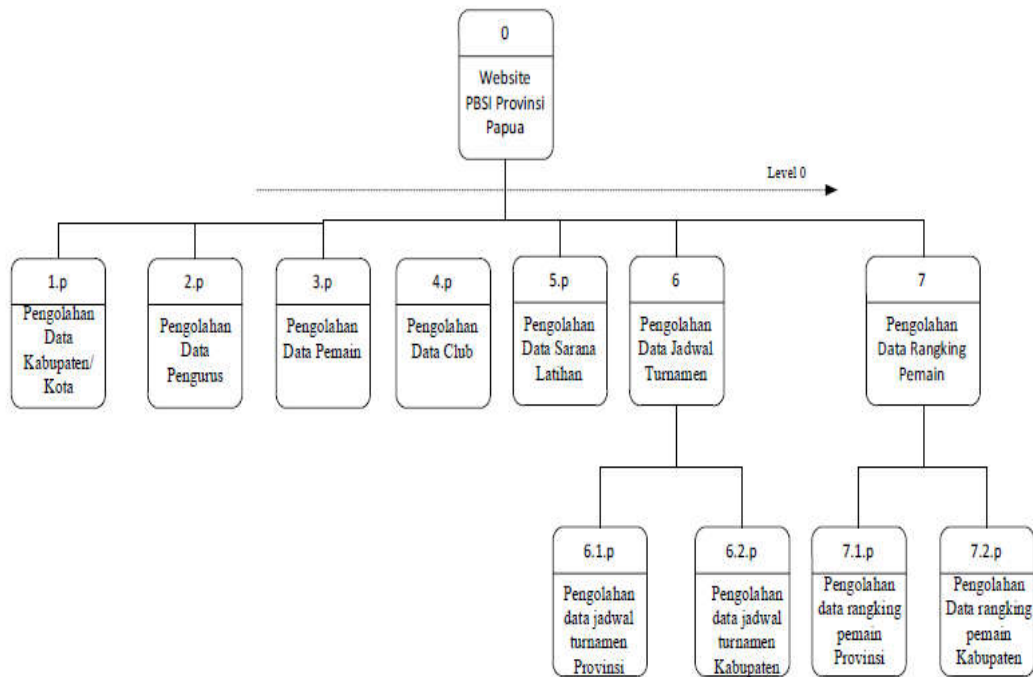 0
Website
PBSI Provinsi
Papua
Level 0
1.p
Pengolahan
Data
Kabupaten/
Kota
2.p
Pengolahan
Data
Pengurus
3.p
Pengolahan
Data Pemain
4.p
Pengolahan
Data Club
5.p
Pengolahan
Data Sarana
Latihan
6
Pengolahan
Data Jadwal
Turnamen
7
Pengolahan
Data Rangking
Pemain
6.1.p
Pengolahan
data jadwal
turnamen
Provinsi
6.2.p
Pengolahan
data jadwal
turnamen
Kabupaten
7.1.p
Pengolahan
data rangking
pemain
Provinsi
7.2.p
Pengolahan
Data rangking
pemain
Kabupaten